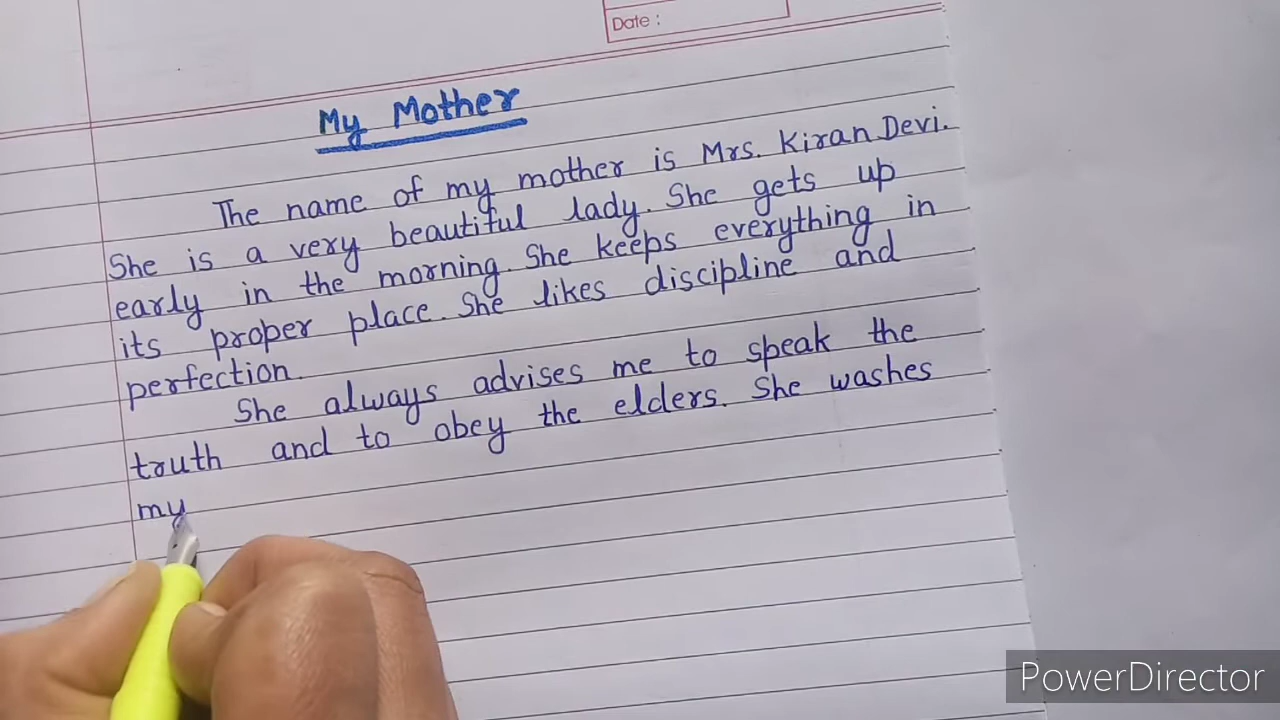 Date :
My Mother
The name of my mother is Mrs. Kiran Devi.
She is a very beautiful lady. She gets up
early in the morning. She keeps everything in
its proper place. She likes discipline and
perfection.
She always advises me to speak the
truth and to obey the elders. She washes
my
PowerDirector